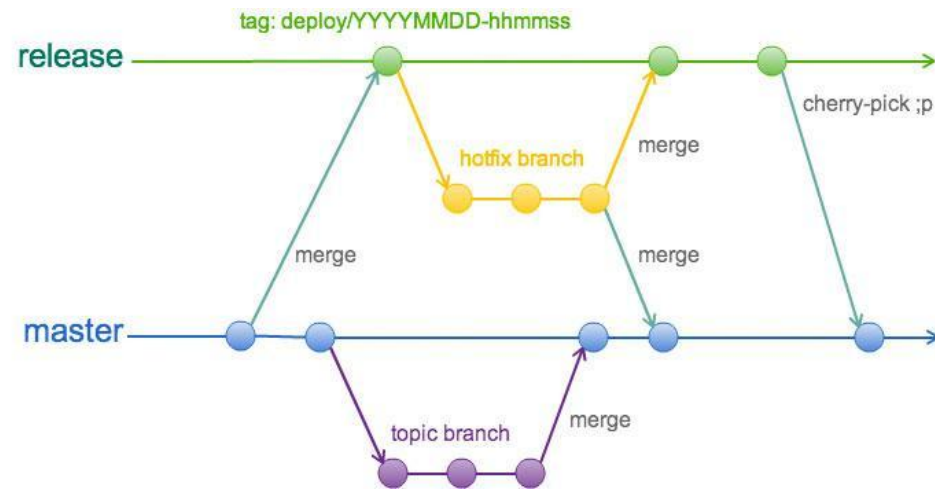 tag: deploy/YYYYMMDD-hhmmss
release
cherry-pick ;p
hotfix branch
merge
merge
merge
master
topic branch
merge